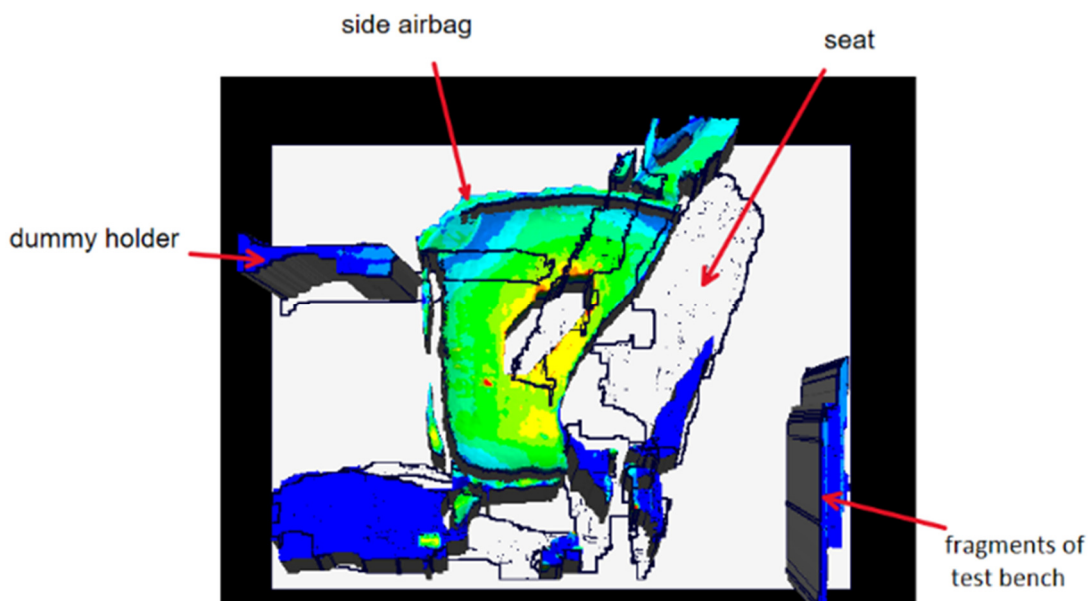 side airbag
seat
dummy holder
fragments of
test bench